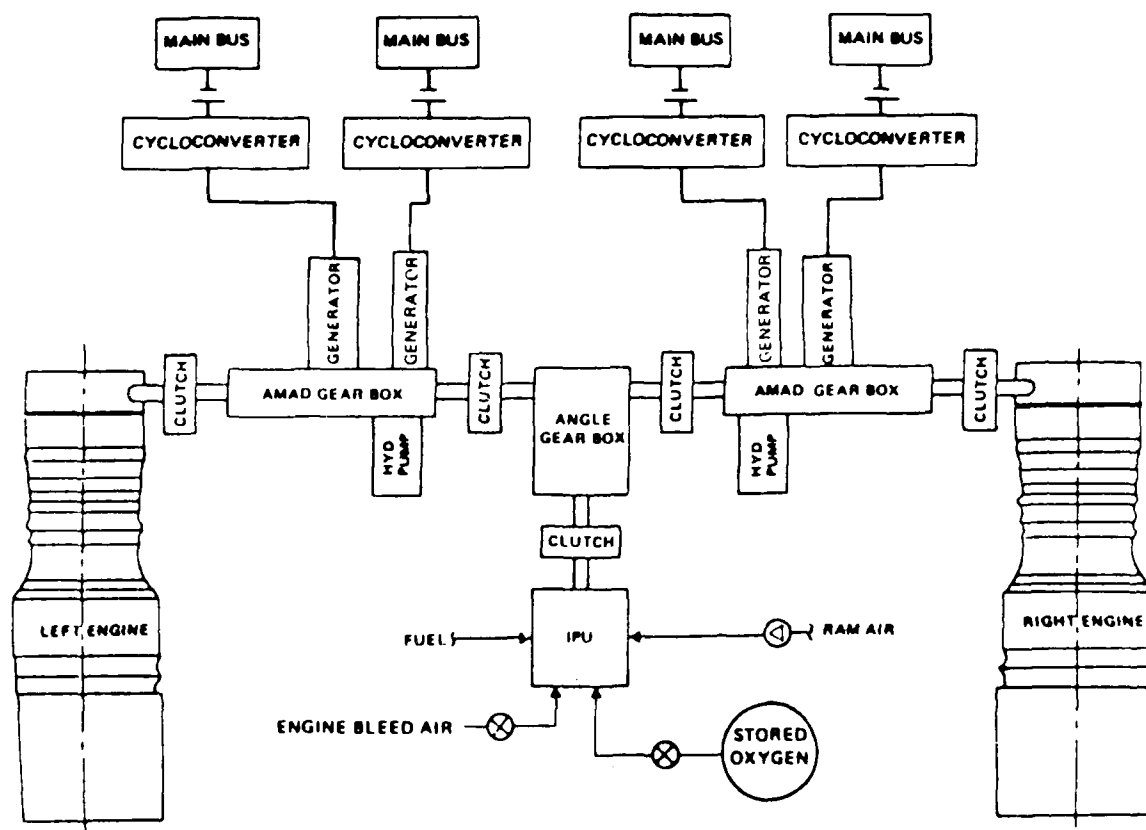 MAIN BUS
MAIN BUS
MAIN BUS
MAIN BUS
CYCLOCONVERTER
CYCLOCONVERTER
CYCLOCONVERTER
CYCLOCONVERTER
GENERATOR
GENERATOR
GENERATOR
GENERATOR
CLUTCH
AMAD GEAR BOX
CLUTCH
ANGLE
GEAR BOX
CLUTCH
AMAD GEAR BOX
CLUTCH
HYD
PUMP
HYD
PUMP
CLUTCH
LEFT ENGINE
FUEL
IPU
RAM AIR
RIGHT ENGINE
ENGINE BLEED AIR
STORED
OXYGEN